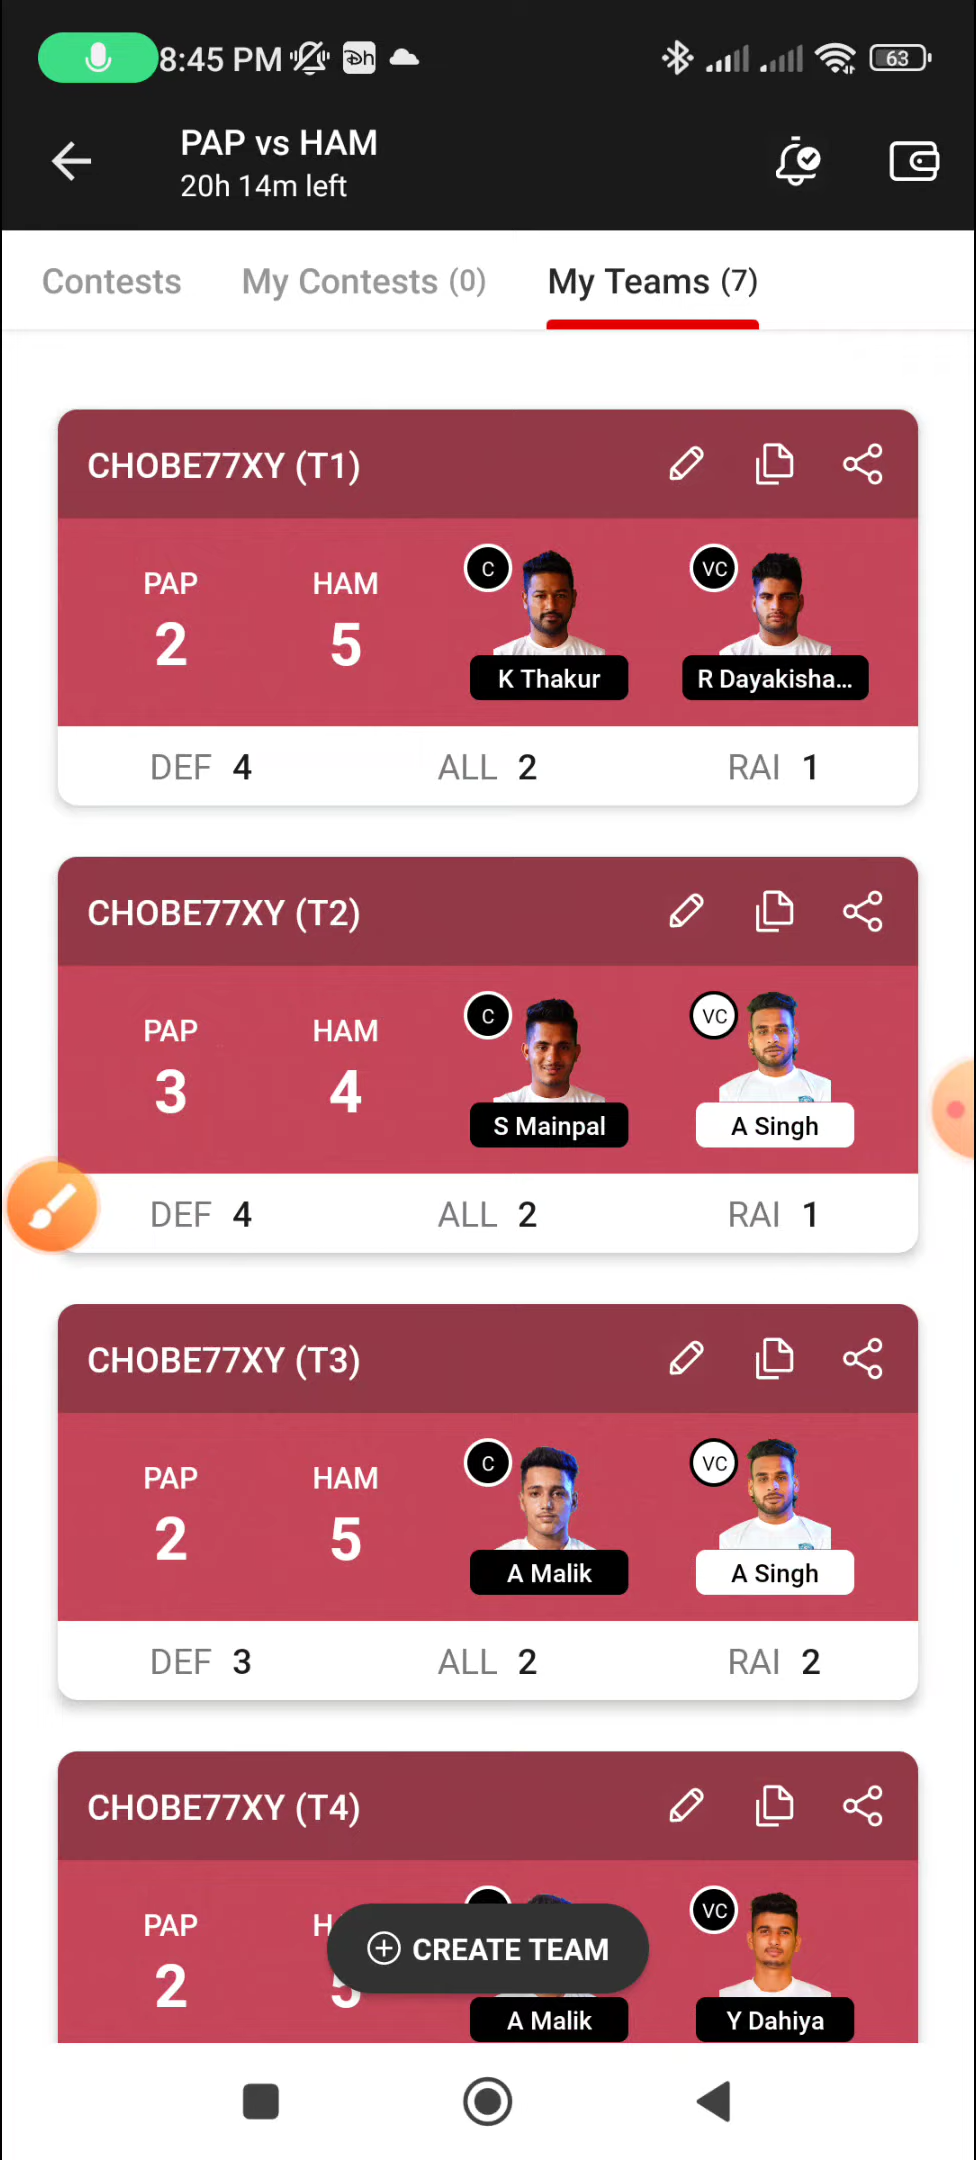 8:45 PM
63
PAP vs HAM
20h 14m left
Contests
My Contests (0)
My Teams (7)
CHOBE77XY (T1)
PAP
HAM
2
5
C
VC
K Thakur
R Dayakisha...
DEF 4
ALL 2
RAI 1
CHOBE77XY (T2)
PAP
HAM
3
4
C
VC
S Mainpal
A Singh
DEF 4
ALL 2
RAI 1
CHOBE77XY (T3)
PAP
HAM
2
5
C
VC
A Malik
A Singh
DEF 3
ALL 2
RAI 2
CHOBE77XY (T4)
PAP
H
2
5
VC
CREATE TEAM
A Malik
Y Dahiya